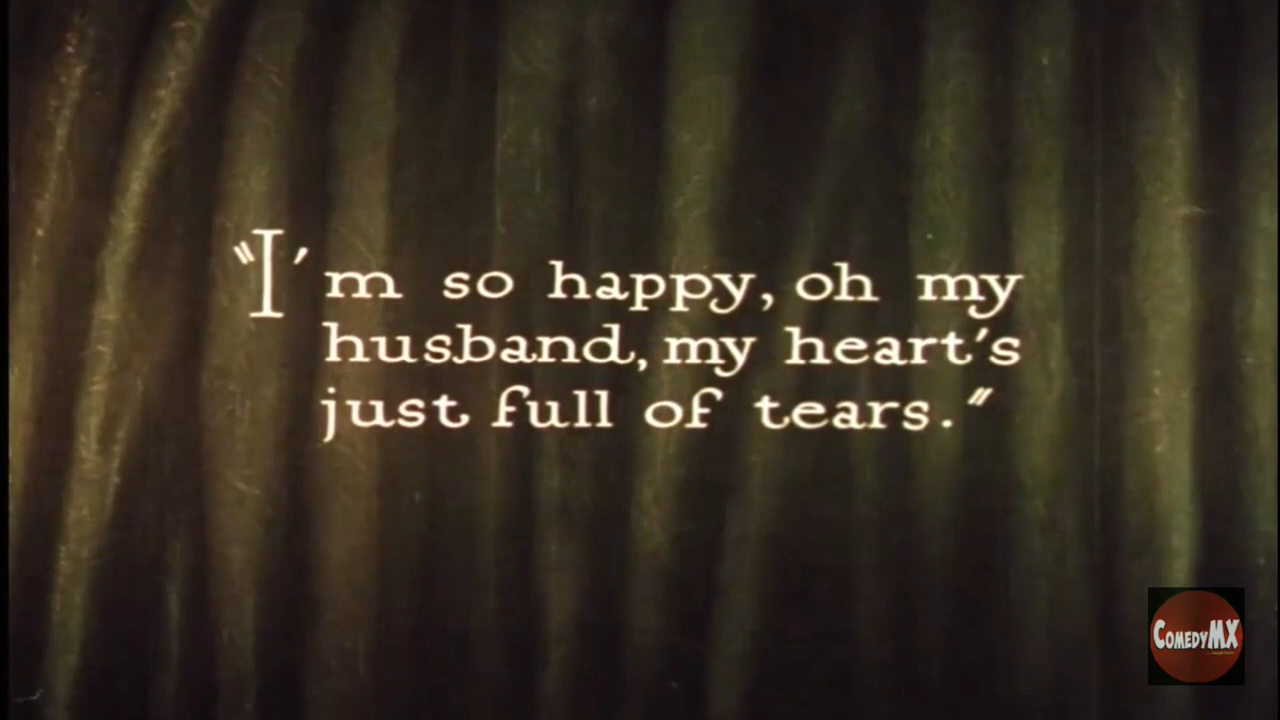 "I'm so happy, oh my
husband, my heart's
just full of tears."
COMEDYMX